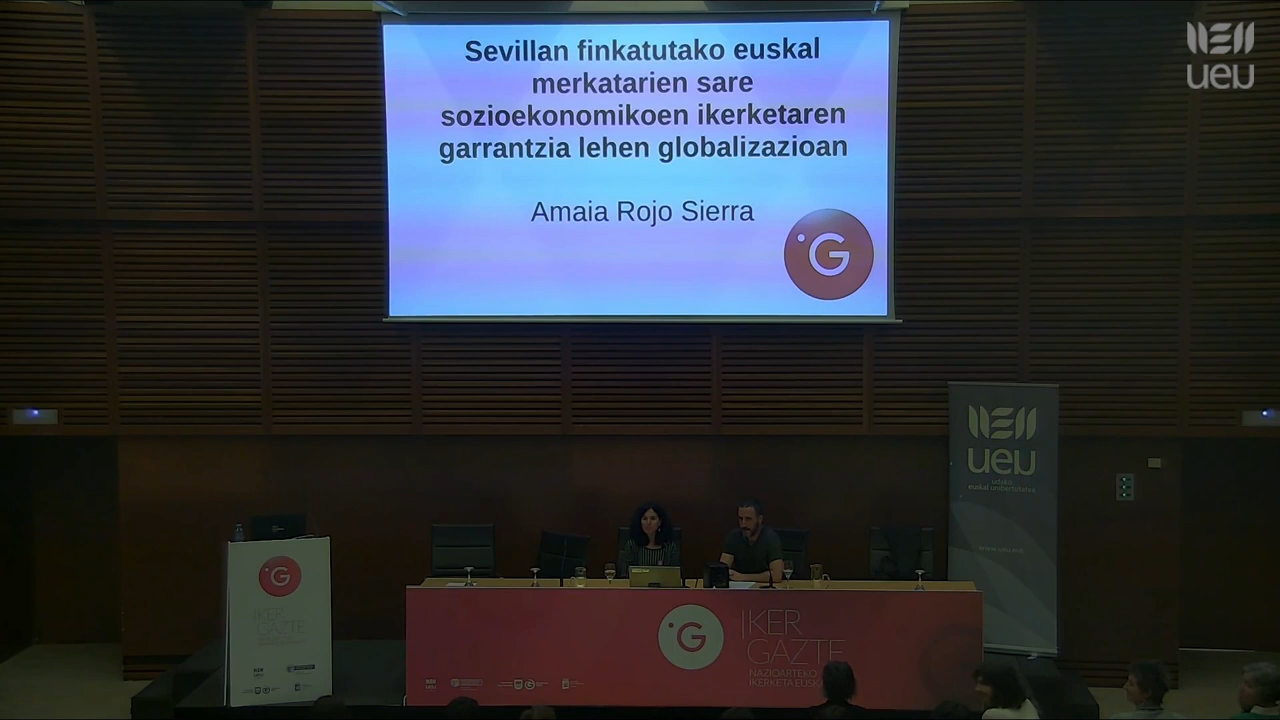 Sevillan finkatutako euskal
merkatarien sare
sozioekonomikoen ikerketaren
garrantzia lehen globalizazioan
Amaia Rojo Sierra
G
ueu
ueu
udako
euskal unibertsitatea
G
IKER
GAZTE
G
IKER
GAZTE
NAZIOARTEKO
IKERKETA EUSKA